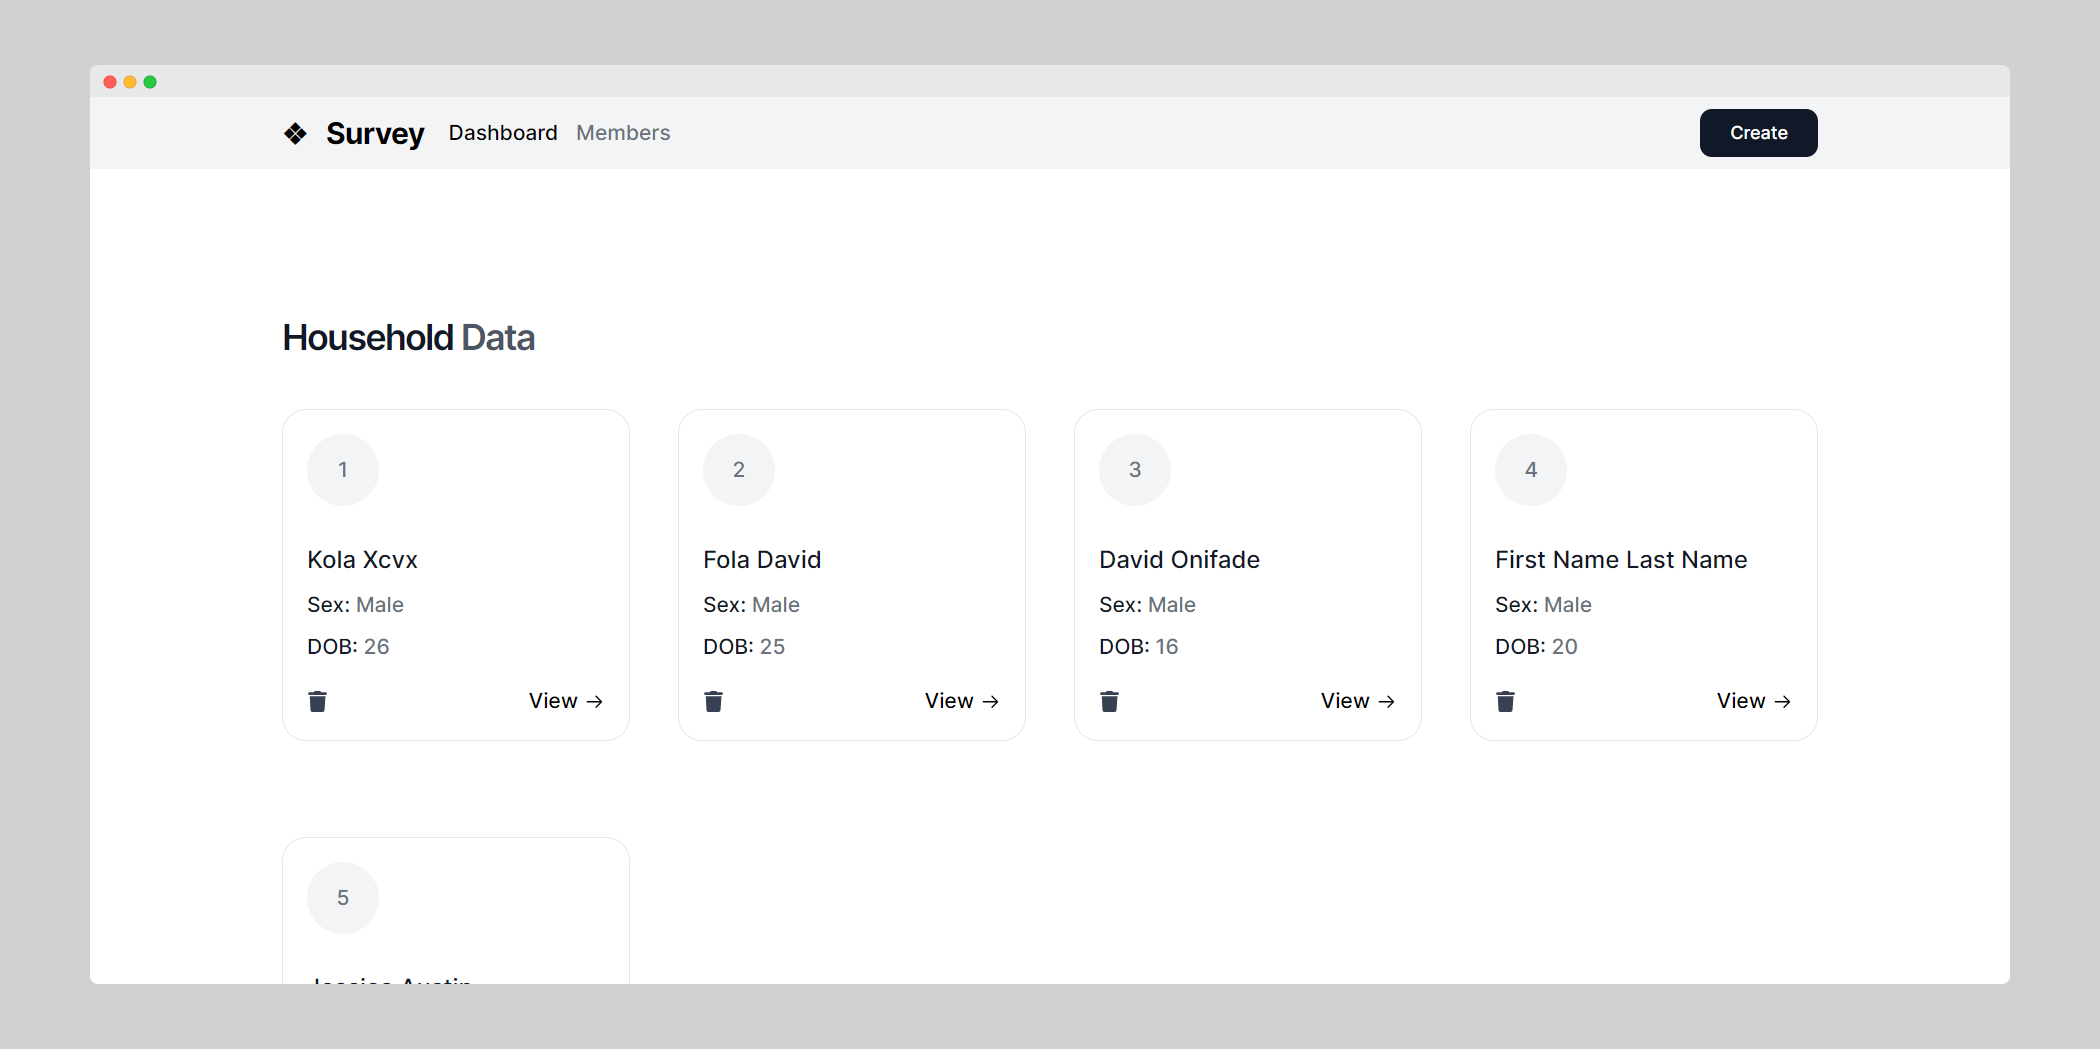 Survey Dashboard Members Create
Household Data
1
Kola Xcvx
Sex: Male
DOB: 26
View →
2
Fola David
Sex: Male
DOB: 25
View →
3
David Onifade
Sex: Male
DOB: 16
View →
4
First Name Last Name
Sex: Male
DOB: 20
View →
5
Jessica Austin